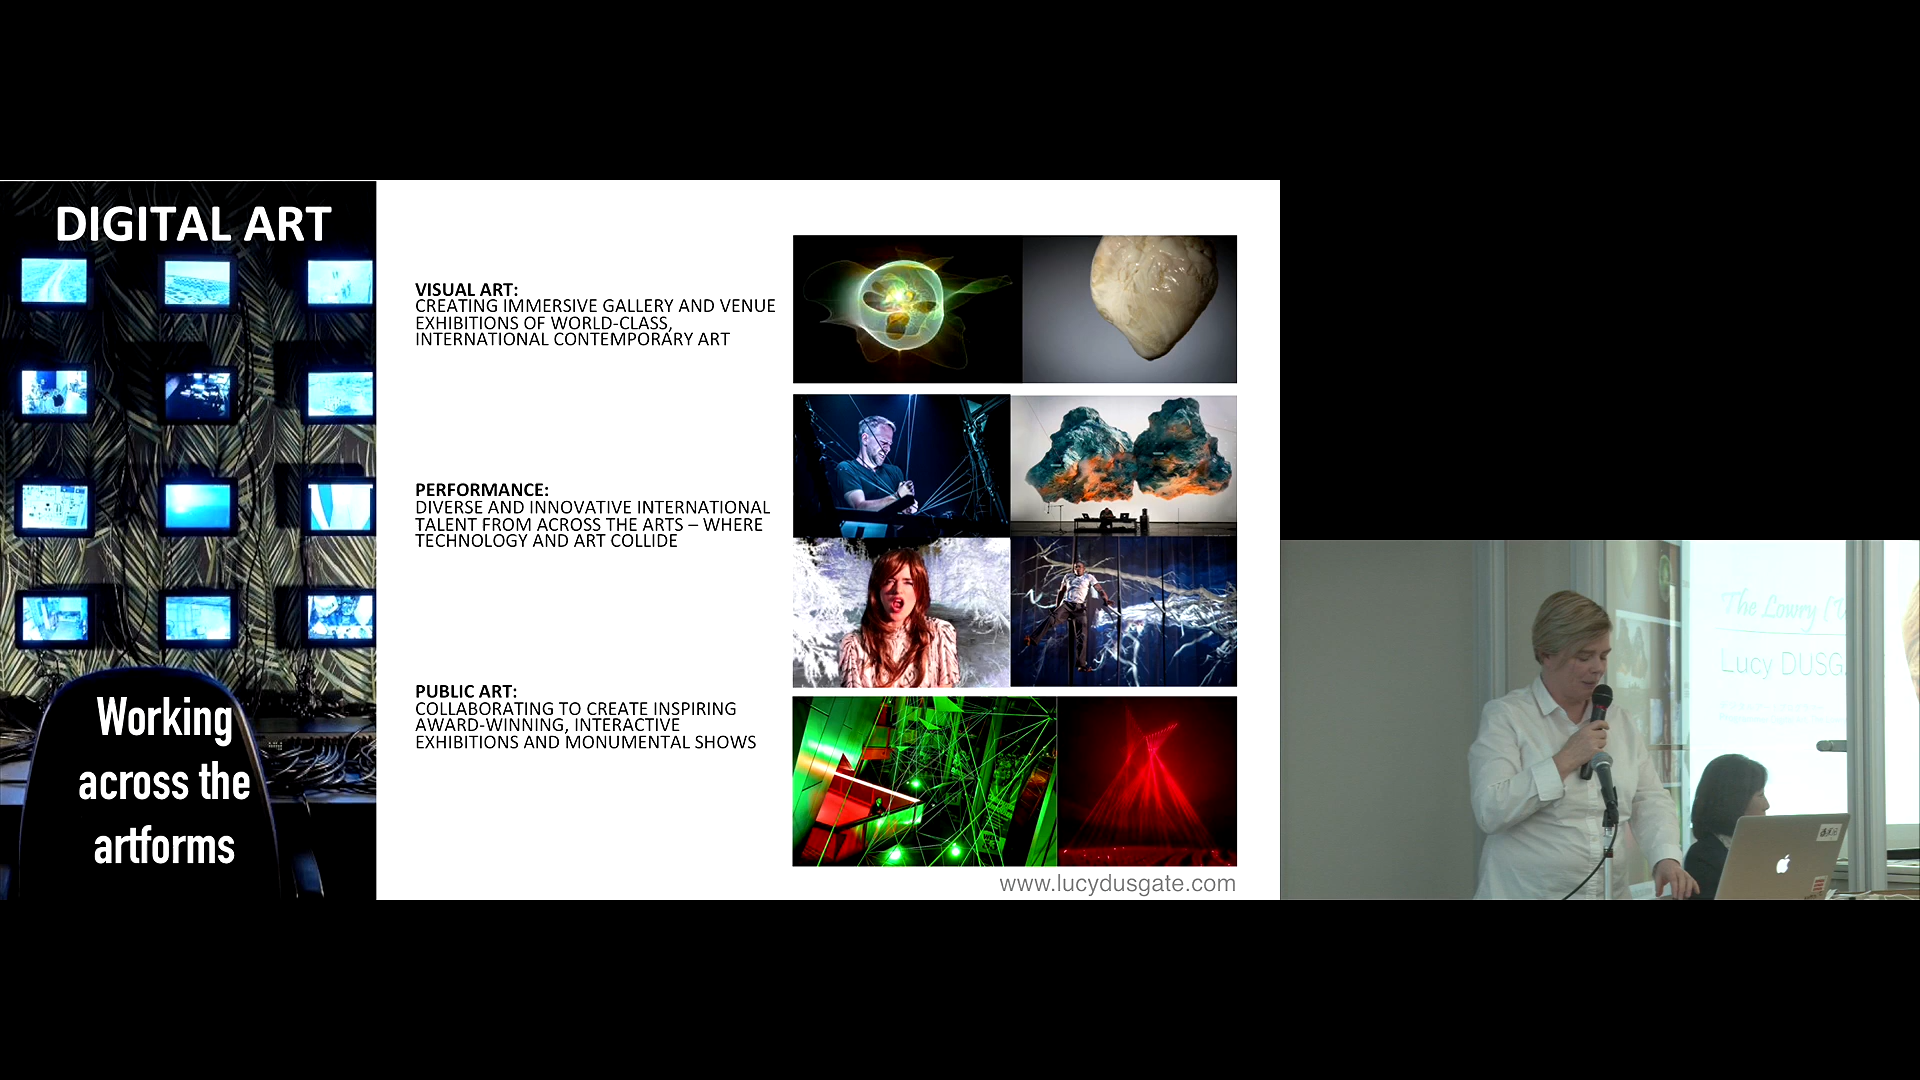 DIGITAL ART
Working
across the
artforms
VISUAL ART:
CREATING IMMERSIVE GALLERY AND VENUE
EXHIBITIONS OF WORLD-CLASS,
INTERNATIONAL CONTEMPORARY ART
PERFORMANCE:
DIVERSE AND INNOVATIVE INTERNATIONAL
TALENT FROM ACROSS THE ARTS – WHERE
TECHNOLOGY AND ART COLLIDE
PUBLIC ART:
COLLABORATING TO CREATE INSPIRING
AWARD-WINNING, INTERACTIVE
EXHIBITIONS AND MONUMENTAL SHOWS
www.lucydusgate.com
The Lowry
Lucy DUSG